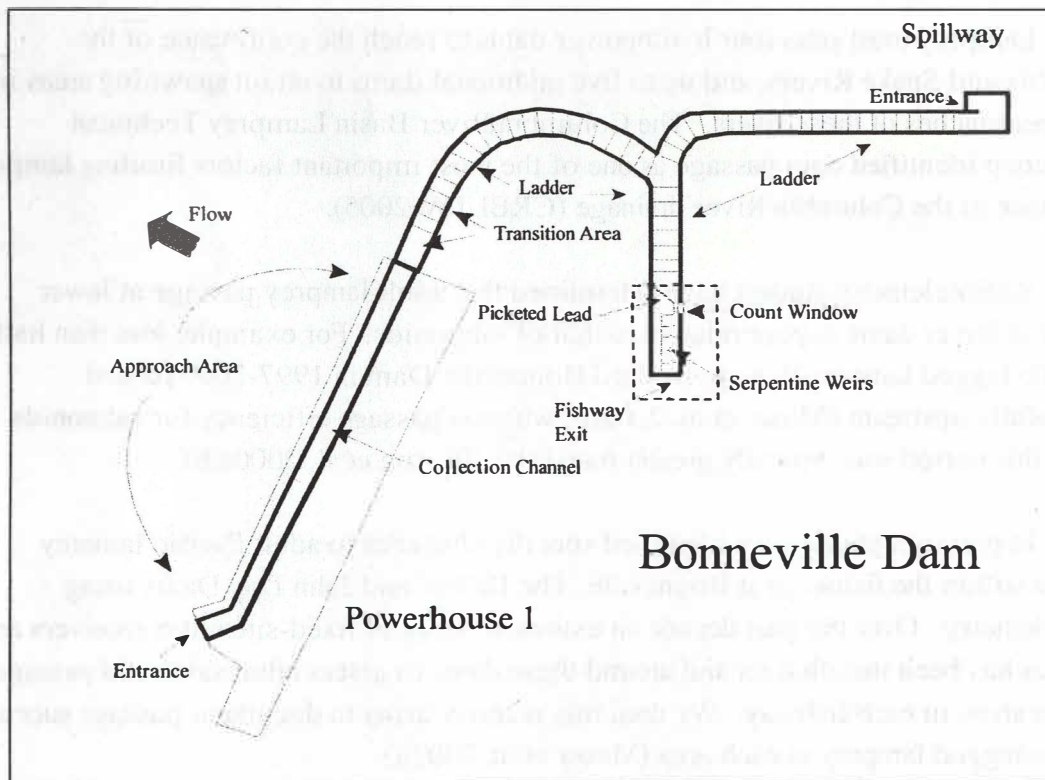 Spillway
Entrance
Ladder
Ladder
Flow
Transition Area
Picketed Lead
Count Window
Approach Area
Serpentine Weirs
Fishway
Exit
Collection Channel
Bonneville Dam
Powerhouse 1
Entrance